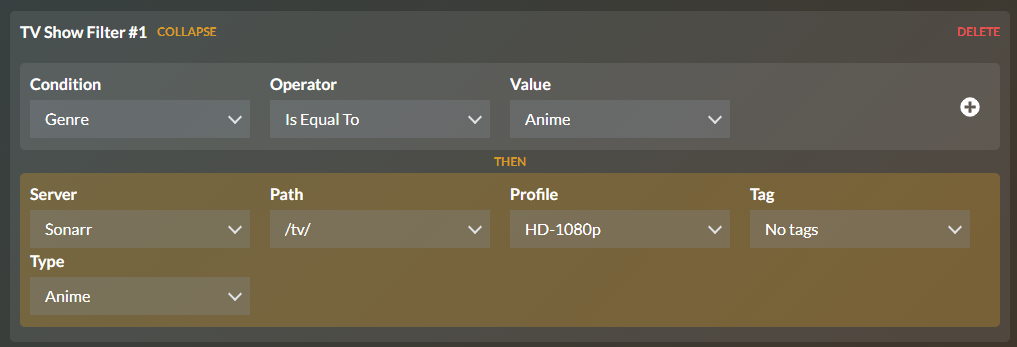 TV Show Filter #1 COLLAPSE DELETE
Condition Operator Value
Genre Is Equal To Anime
THEN
Server Path Profile Tag
Sonarr /tv/ HD-1080p No tags
Type
Anime